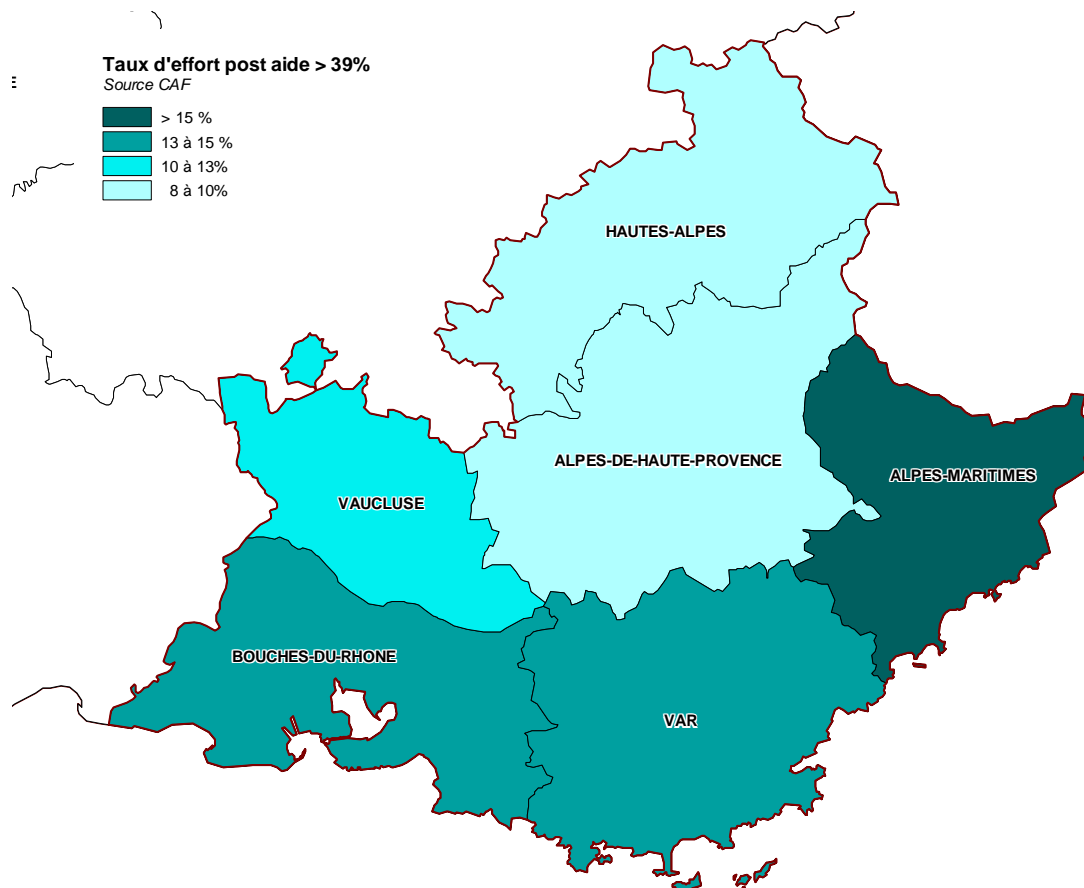 Taux d'effort post aide > 39%
Source CAF
E
> 15 %
13 à 15 %
10 à 13%
8 à 10%
HAUTES-ALPES
ALPES-DE-HAUTE-PROVENCE
ALPES-MARITIMES
VAUCLUSE
BOUCHES-DU-RHONE
VAR